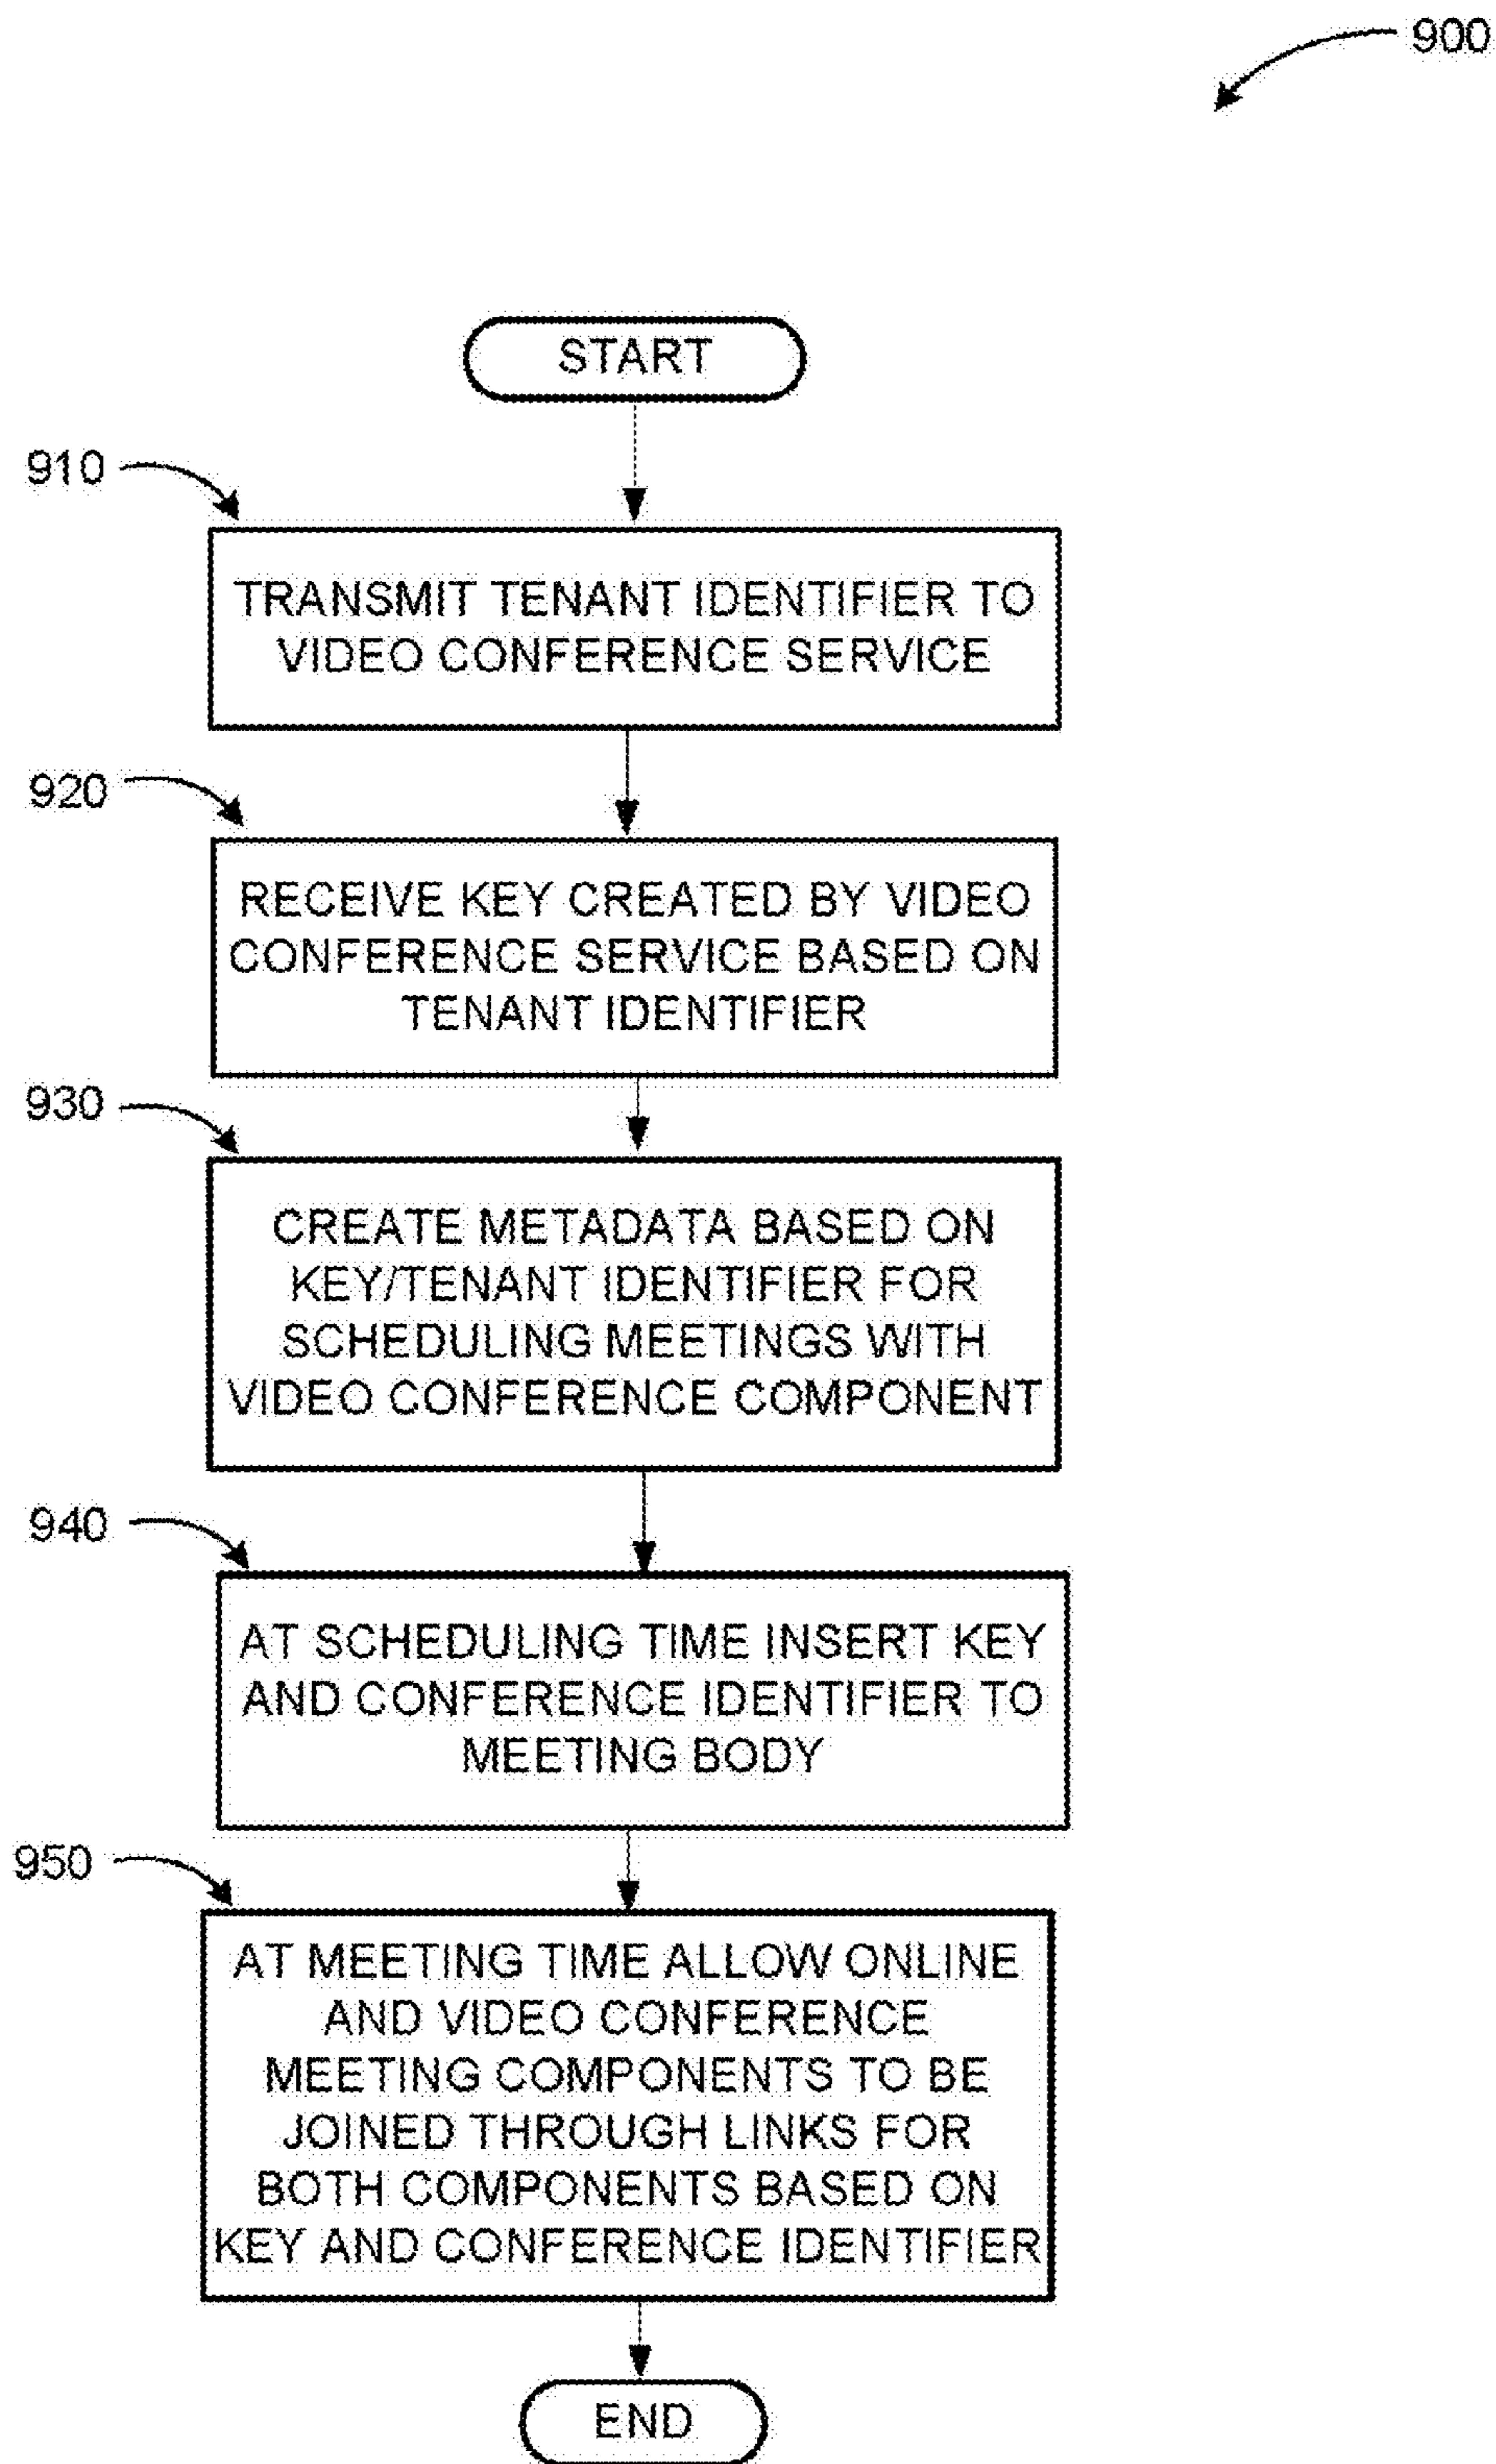 900
START
910
TRANSMIT TENANT IDENTIFIER TO
VIDEO CONFERENCE SERVICE
920
RECEIVE KEY CREATED BY VIDEO
CONFERENCE SERVICE BASED ON
TENANT IDENTIFIER
930
CREATE METADATA BASED ON
KEY/TENANT IDENTIFIER FOR
SCHEDULING MEETINGS WITH
VIDEO CONFERENCE COMPONENT
940
AT SCHEDULING TIME INSERT KEY
AND CONFERENCE IDENTIFIER TO
MEETING BODY
950
AT MEETING TIME ALLOW ONLINE
AND VIDEO CONFERENCE
MEETING COMPONENTS TO BE
JOINED THROUGH LINKS FOR
BOTH COMPONENTS BASED ON
KEY AND CONFERENCE IDENTIFIER
END